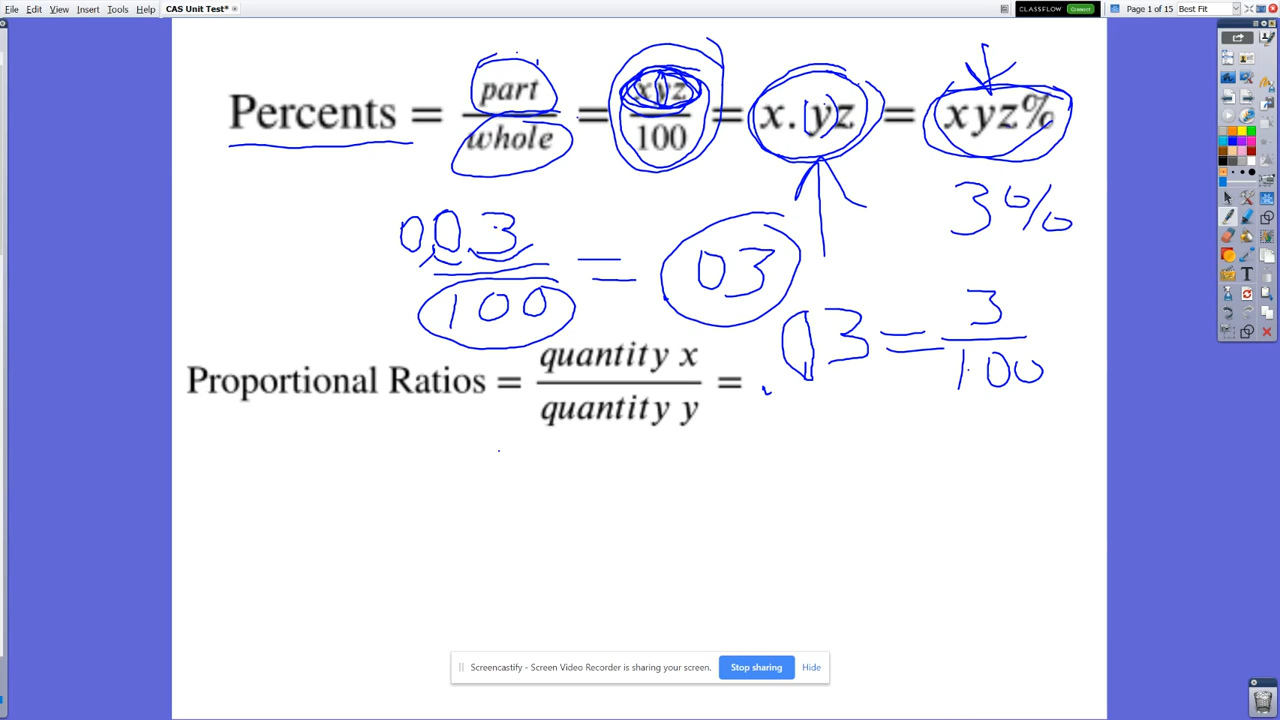 File Edit View Insert Tools Help CAS Unit Test* CLASSFLOW Connect Page 1 of 15 Best Fit
Percents = part/whole = xyz/100 = x.yz = xyz%
3%
003/100 = 03
03 = 3/100
Proportional Ratios = quantity x/quantity y = .
Screencastify - Screen Video Recorder is sharing your screen. Stop sharing Hide